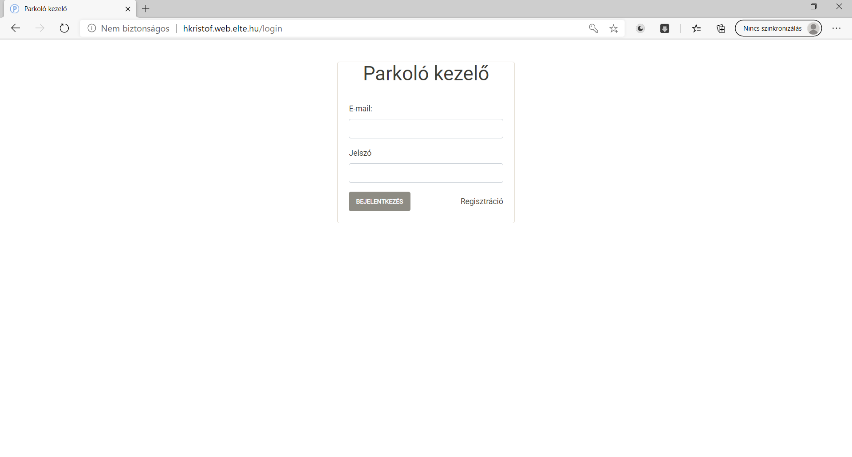 Parkoló kezelő
Nem biztonságos | hkristof.web.elte.hu/login
Nincs szinkronizálás
Parkoló kezelő
E-mail:
Jelszó
BEJELENTKEZÉS
Regisztráció